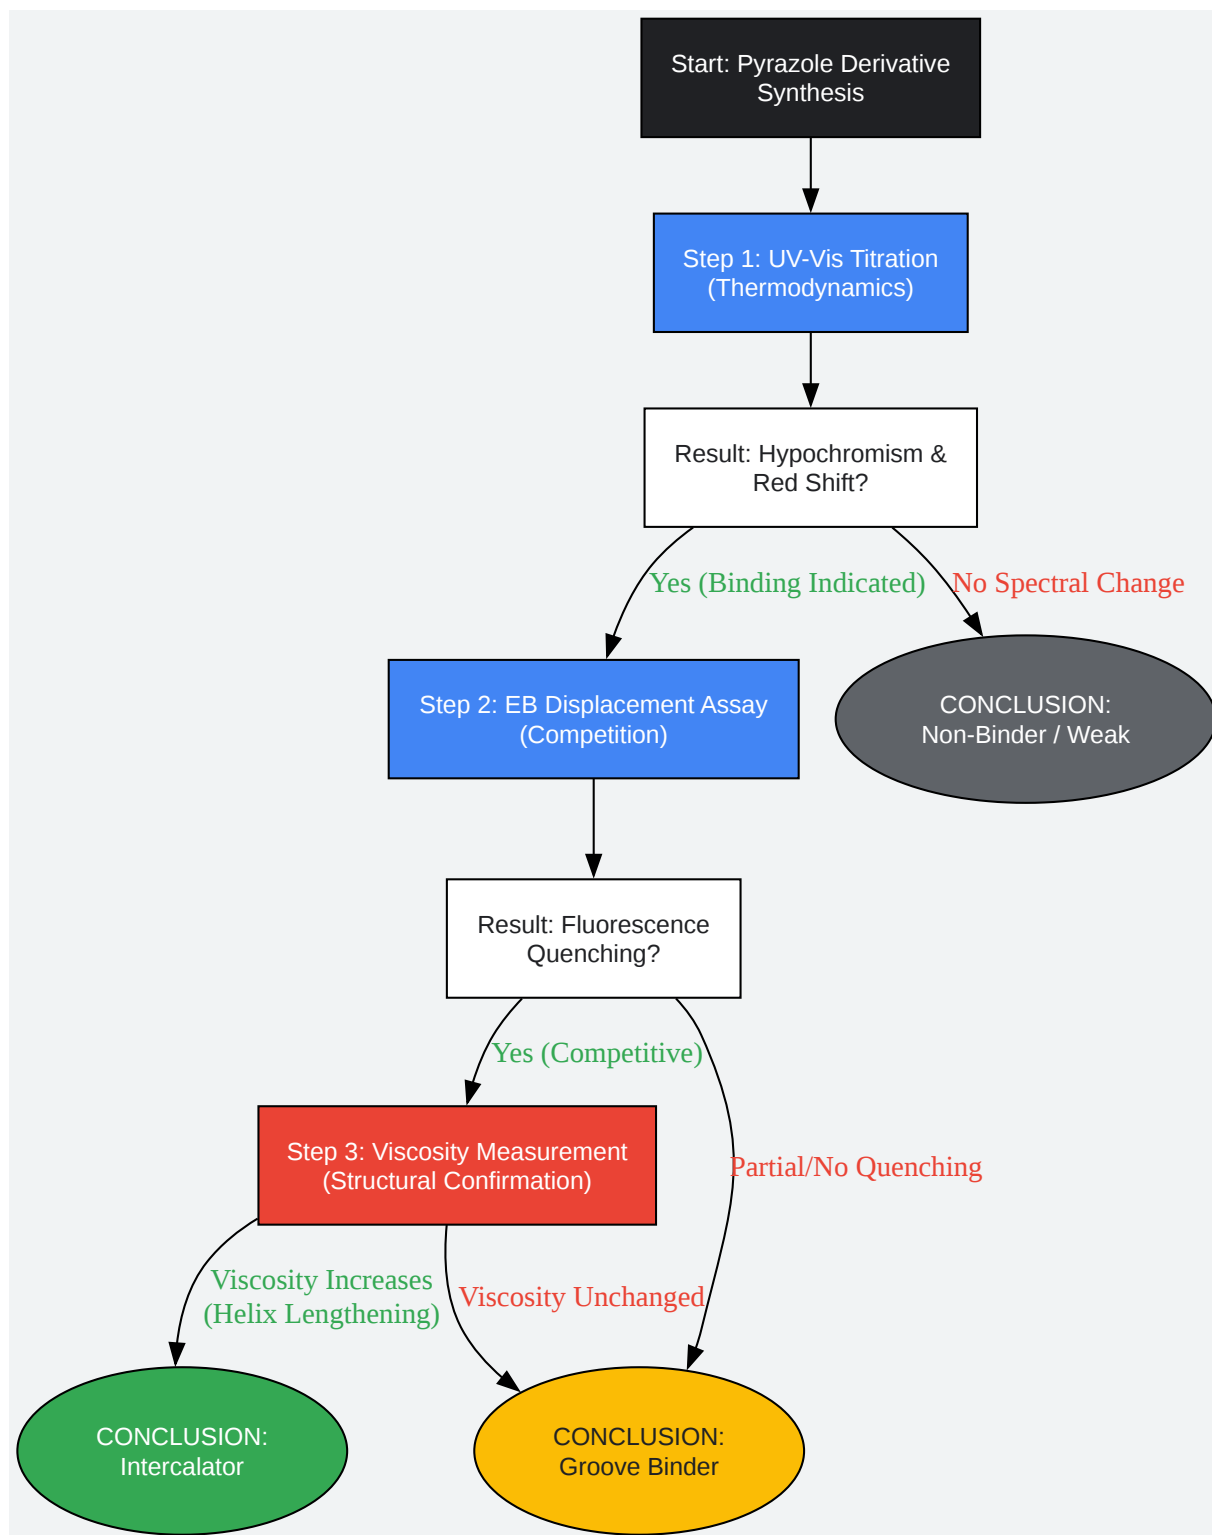 Start: Pyrazole Derivative
Synthesis
Step 1: UV-Vis Titration
(Thermodynamics)
Result: Hypochromism &
Red Shift?
Yes (Binding Indicated)
No Spectral Change
Step 2: EB Displacement Assay
(Competition)
CONCLUSION:
Non-Binder / Weak
Result: Fluorescence
Quenching?
Yes (Competitive)
Step 3: Viscosity Measurement
(Structural Confirmation)
Partial/No Quenching
Viscosity Increases
(Helix Lengthening)
Viscosity Unchanged
CONCLUSION:
Intercalator
CONCLUSION:
Groove Binder